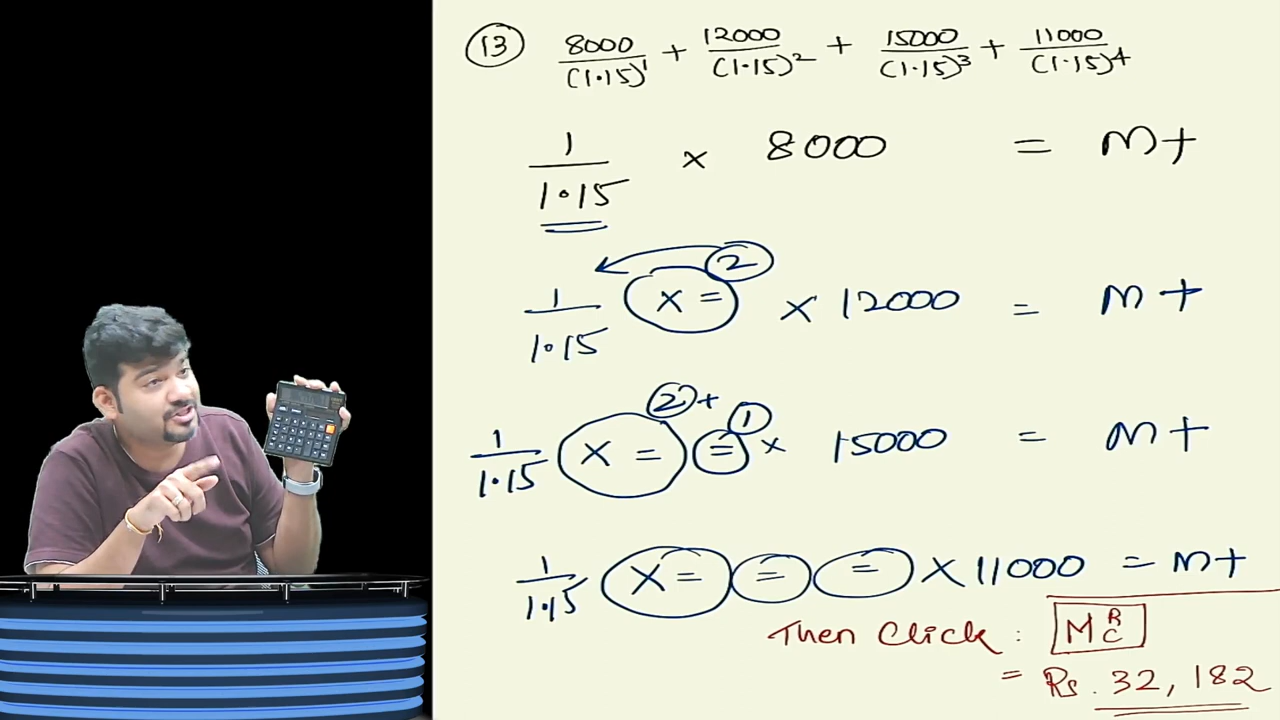 13 8000/(1.15)¹ + 12000/(1.15)² + 15000/(1.15)³ + 11000/(1.15)⁴
1/1.15 × 8000 = m+
2
1/1.15 × = × 12000 = m+
2 + 1
1/1.15 × = = × 15000 = m+
1/1.15 × = = = × 11000 = m+
Then Click : MRC
= Rs. 32,182